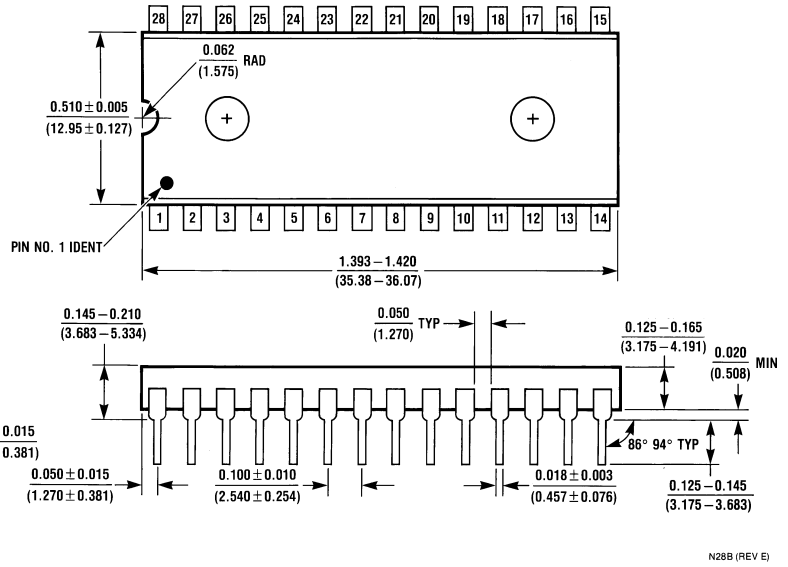 28 27 26 25 24 23 22 21 20 19 18 17 16 15
0.062
(1.575)
RAD
0.510 ± 0.005
(12.95 ± 0.127)
1 2 3 4 5 6 7 8 9 10 11 12 13 14
PIN NO. 1 IDENT
1.393 – 1.420
(35.38 – 36.07)
0.145 – 0.210
(3.683 – 5.334)
0.050
(1.270)
TYP
0.125 - 0.165
(3.175 – 4.191)
0.020
(0.508)
MIN
0.015
0.381)
86° 94° TYP
0.050 ± 0.015
(1.270 ± 0.381)
0.100 ± 0.010
(2.540 ± 0.254)
0.018 ± 0.003
(0.457 ± 0.076)
0.125 - 0.145
(3.175 – 3.683)
N28B (REV E)